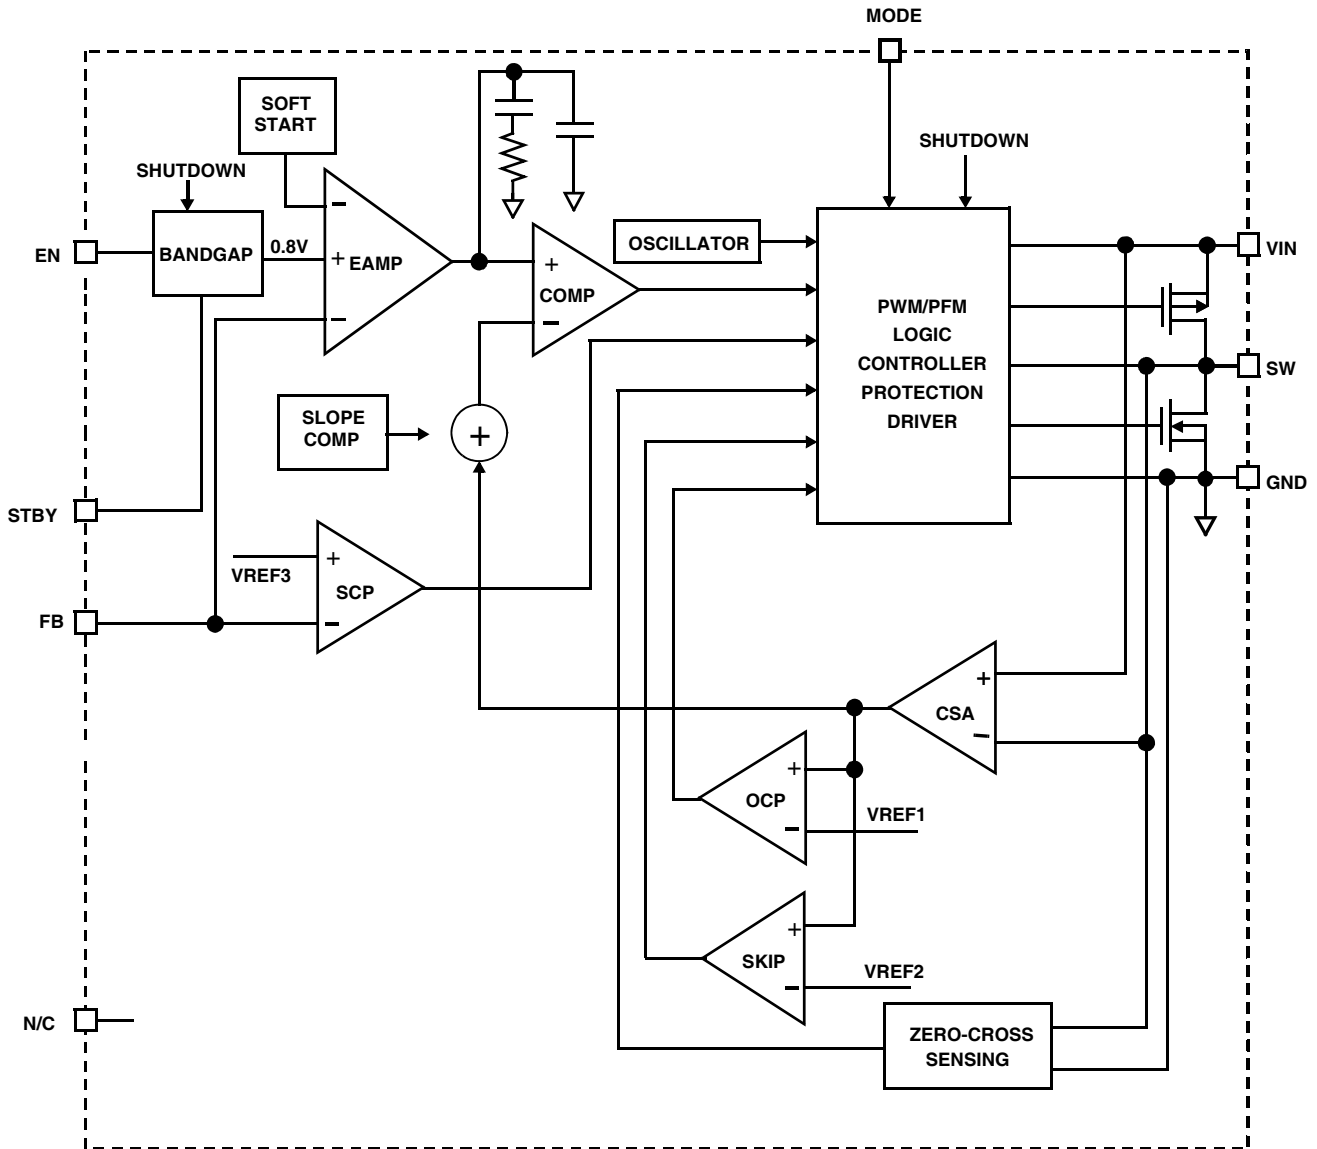 MODE
SOFT
START
SHUTDOWN
SHUTDOWN
EN
BANDGAP
0.8V
+
EAMP
+
COMP
OSCILLATOR
PWM/PFM
LOGIC
CONTROLLER
PROTECTION
DRIVER
VIN
SW
GND
SLOPE
COMP
+
STBY
VREF3
+
SCP
FB
+
CSA
+
OCP
VREF1
+
SKIP
VREF2
N/C
ZERO-CROSS
SENSING